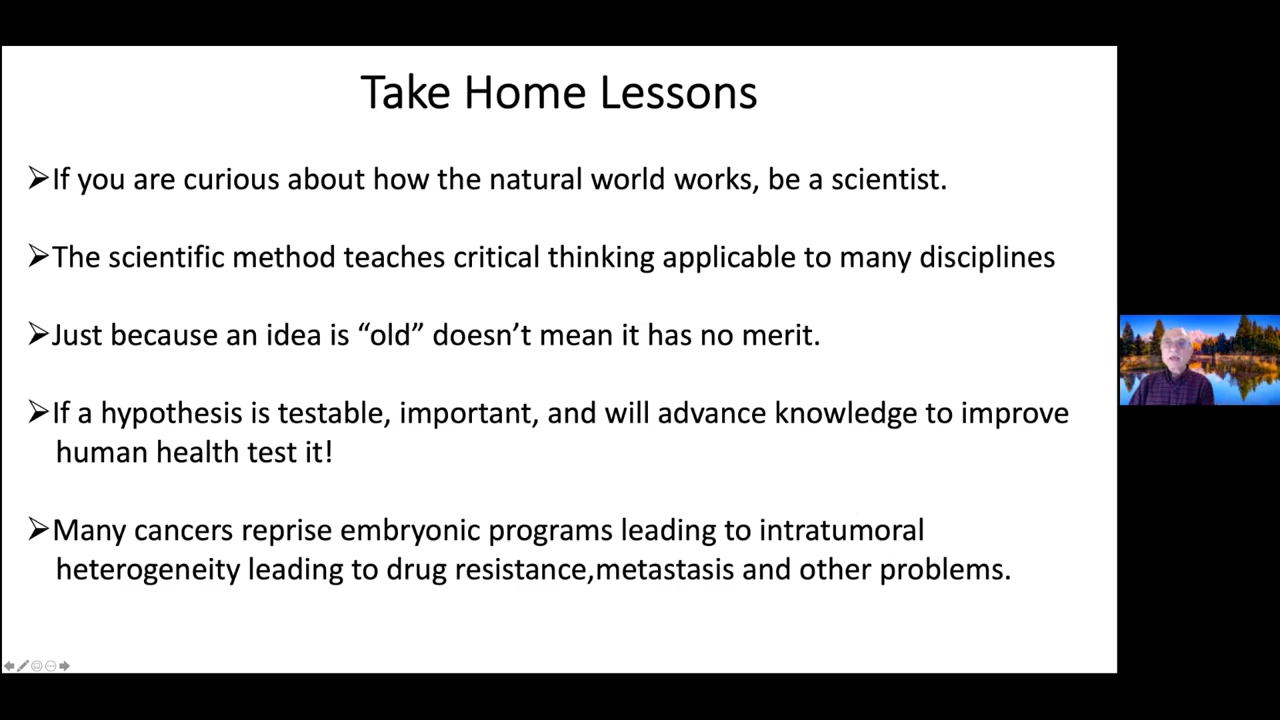 Take Home Lessons
➢If you are curious about how the natural world works, be a scientist.
➢The scientific method teaches critical thinking applicable to many disciplines
➢Just because an idea is “old” doesn’t mean it has no merit.
➢If a hypothesis is testable, important, and will advance knowledge to improve
human health test it!
➢Many cancers reprise embryonic programs leading to intratumoral
heterogeneity leading to drug resistance,metastasis and other problems.